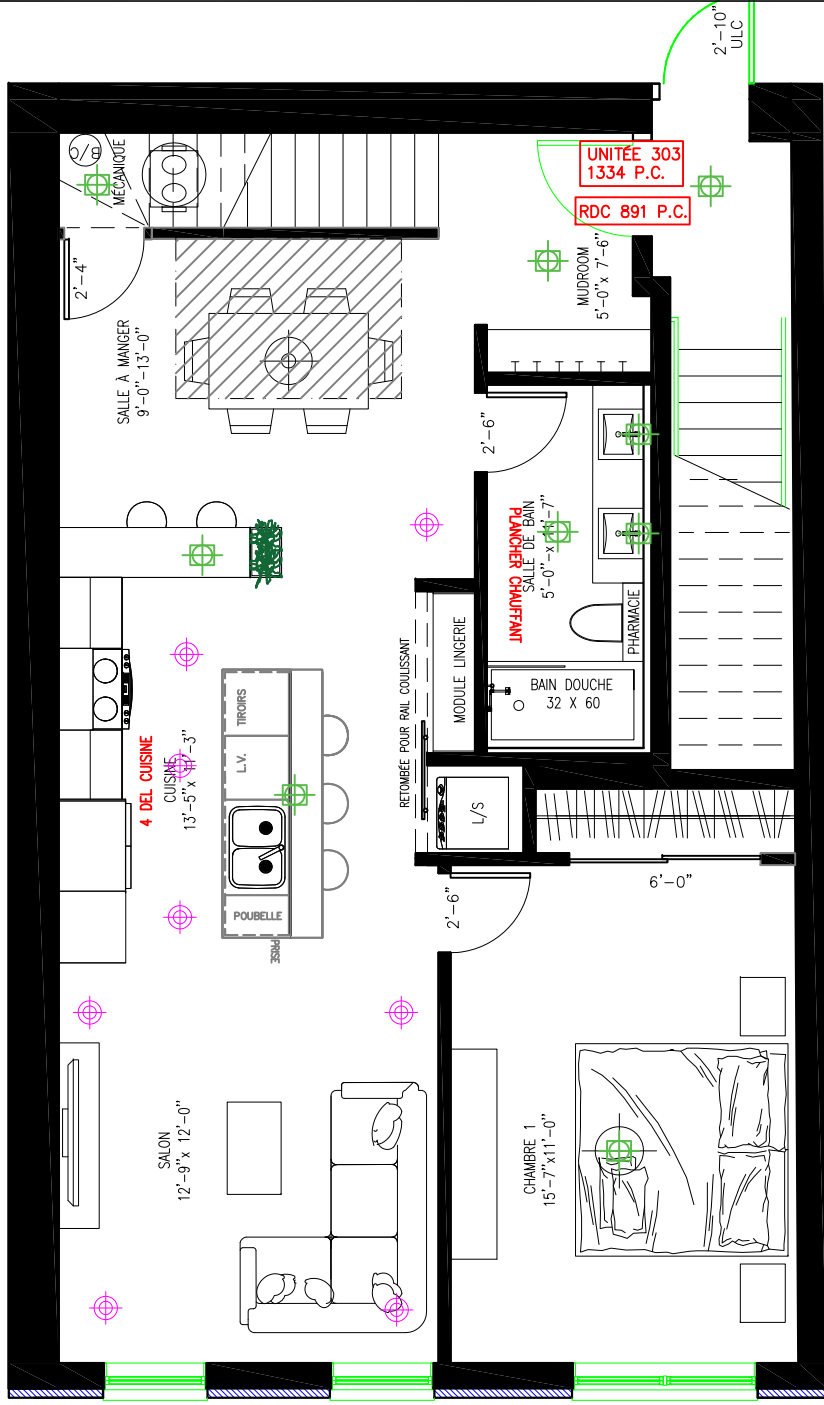 2'-10"
ULC
B/C
MÉCANIQUE
UNITÉE 303
1334 P.C.
RDC 891 P.C.
2'-4"
MUDROOM
5'-0"x 7'-6"
SALLE À MANGER
9'-0"-13'-0"
2'-6"
PLANCHER CHAUFFANT
SALLE DE BAIN
PHARMACIE
BAIN DOUCHE
32 X 60
MODULE LINGERIE
RETOMBÉE POUR RAIL COULISSANT
TIROIRS
L.V.
4 DEL CUISINE
CUISINE
L/S
POUBELLE
PRISE
2'-6"
6'-0"
SALON
12'-9"x 12'-0"
CHAMBRE 1
15'-7"x11'-0"